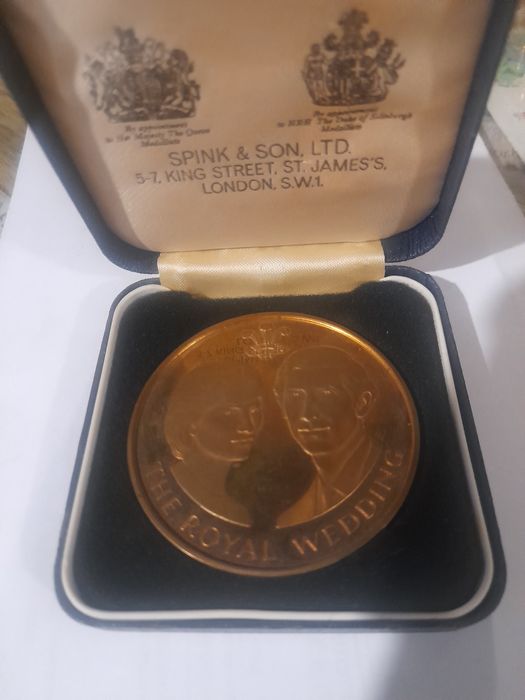 By appointment
to Her Majesty The Queen
Medallists
By appointment
to HRH The Duke of Edinburgh
Medallists
SPINK & SON, LTD.
5-7, KING STREET, ST. JAMES'S,
LONDON, S.W.1.
THE ROYAL WEDDING